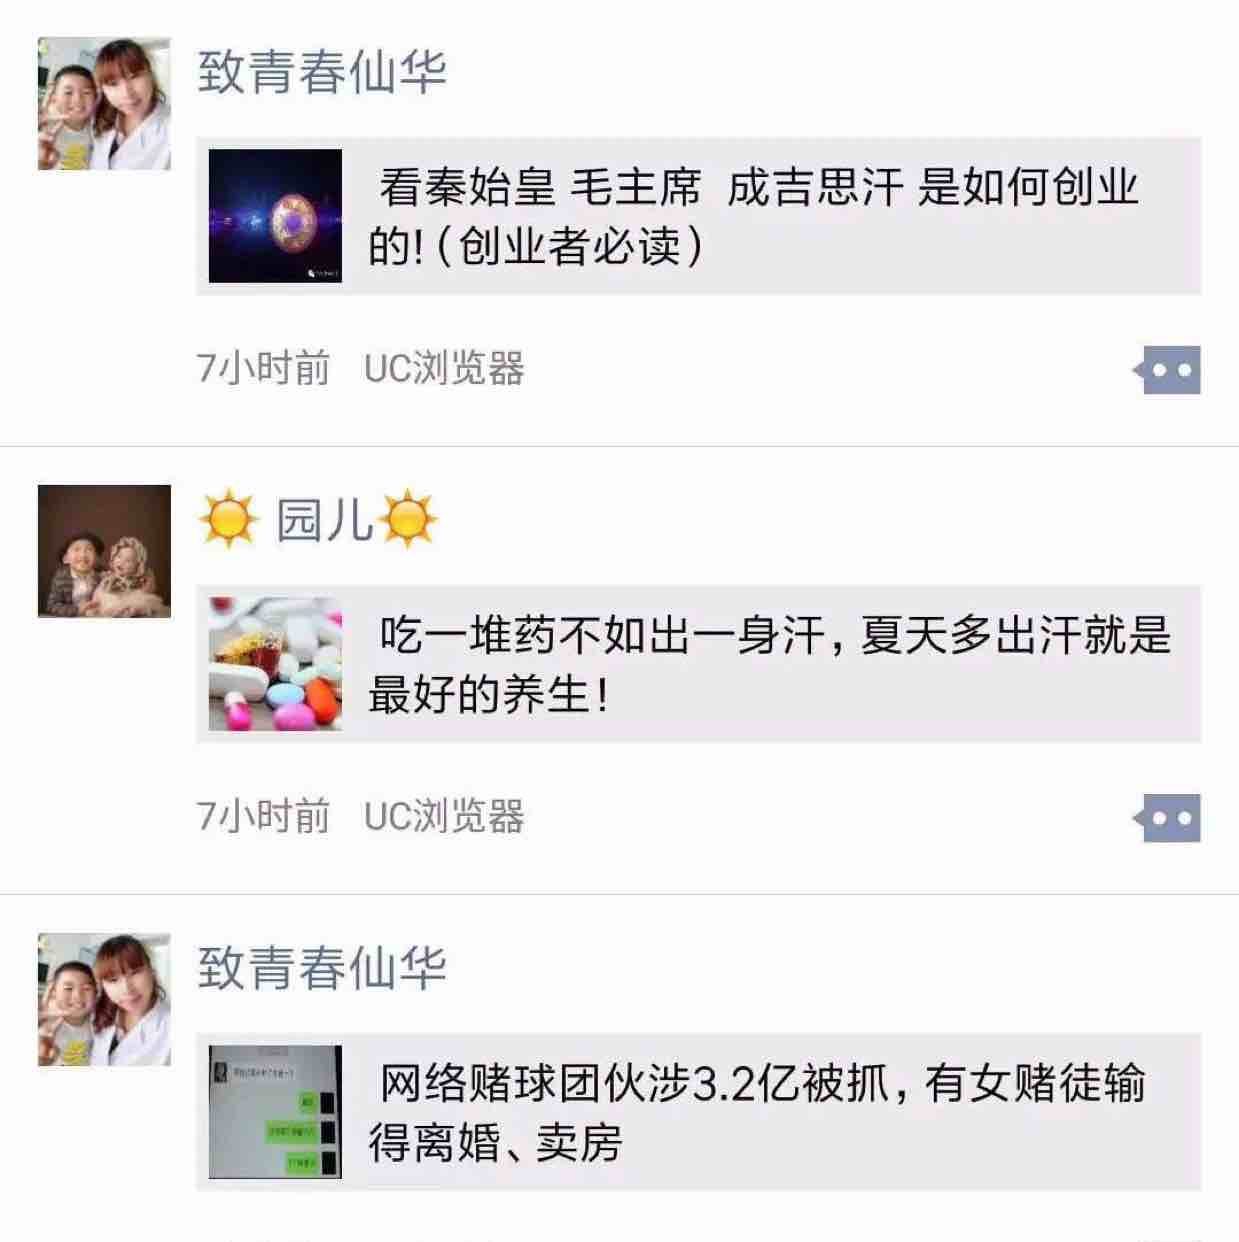 致青春仙华
看秦始皇 毛主席 成吉思汗 是如何创业
的!(创业者必读)
7小时前 UC浏览器
☀ 园儿☀
吃一堆药不如出一身汗,夏天多出汗就是
最好的养生!
7小时前 UC浏览器
致青春仙华
网络赌球团伙涉3.2亿被抓,有女赌徒输
得离婚、卖房